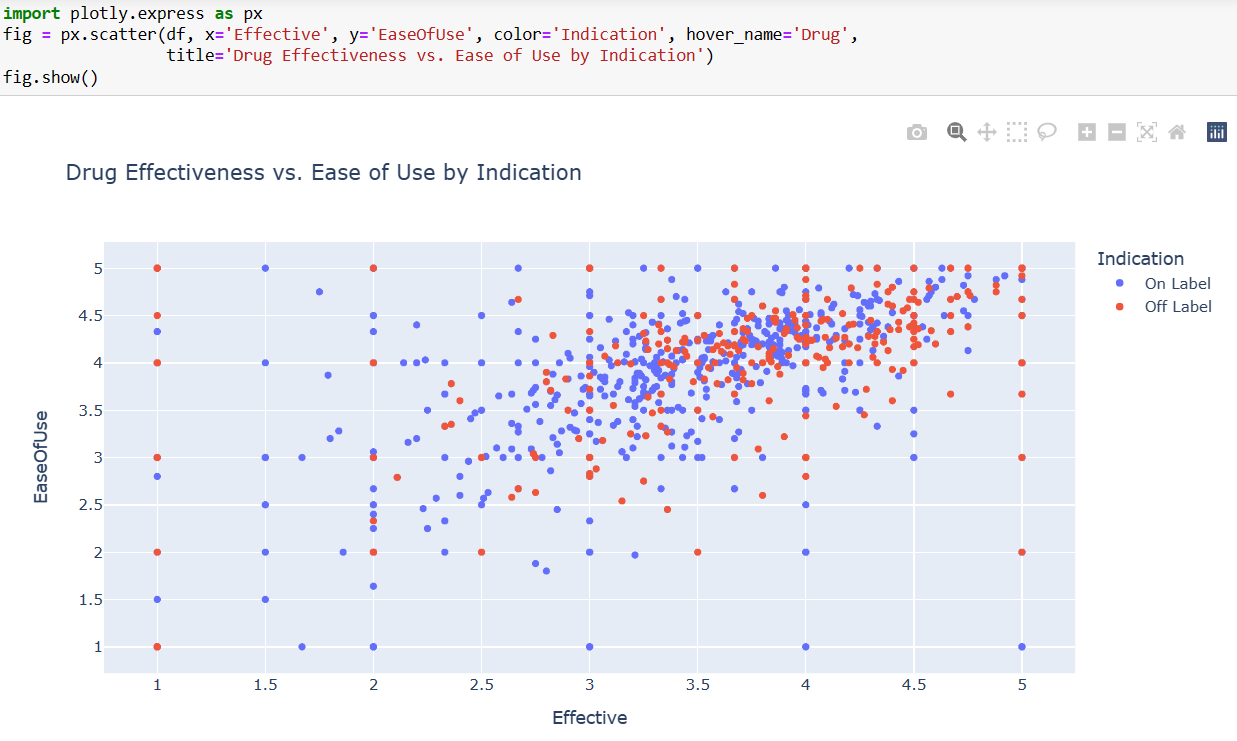 import plotly.express as px
fig = px.scatter(df, x='Effective', y='EaseOfUse', color='Indication', hover_name='Drug',
                 title='Drug Effectiveness vs. Ease of Use by Indication')
fig.show()
Drug Effectiveness vs. Ease of Use by Indication
Indication
On Label
Off Label
EaseOfUse
5
4.5
4
3.5
3
2.5
2
1.5
1
1 1.5 2 2.5 3 3.5 4 4.5 5
Effective